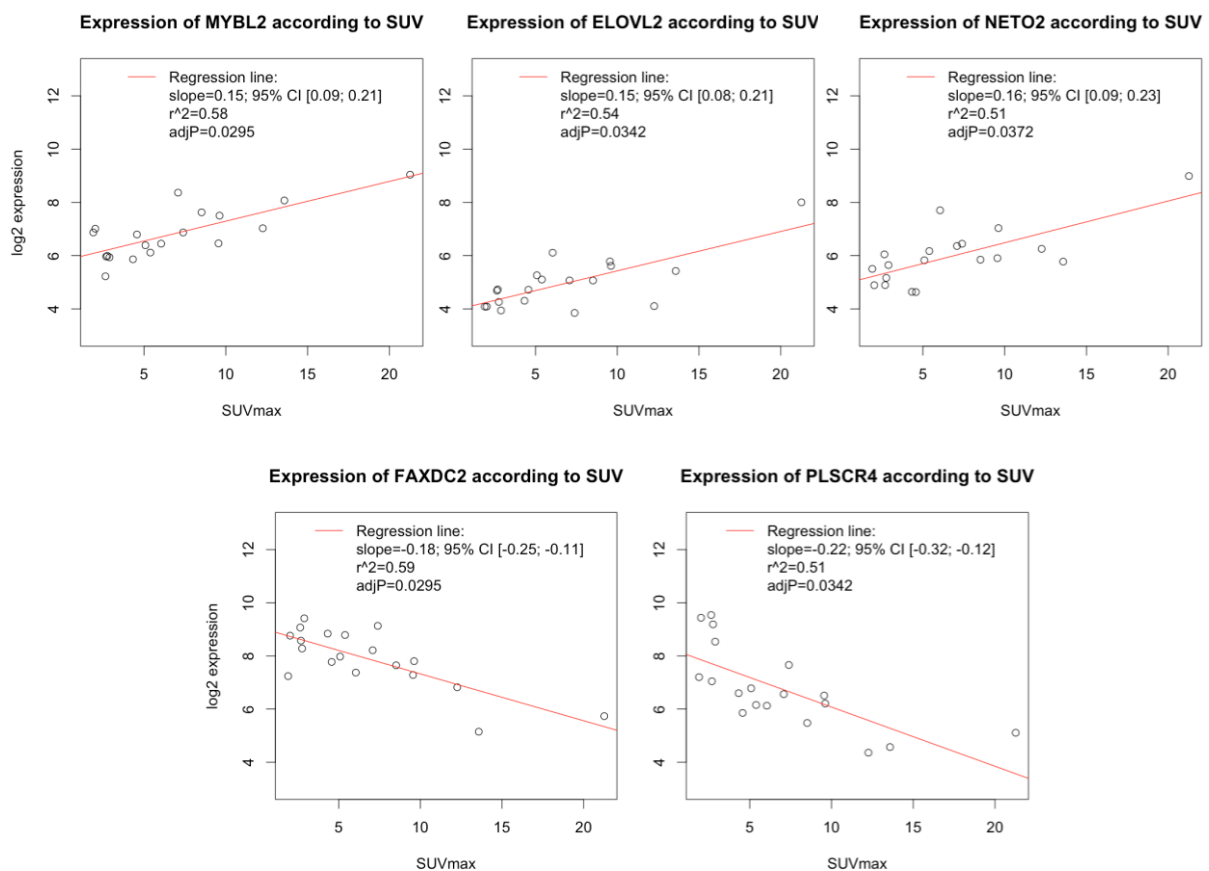 Expression of MYBL2 according to SUV
Regression line:
slope=0.15; 95% CI [0.09; 0.21]
r^2=0.58
adjP=0.0295
log2 expression
12
10
8
6
4
5
10
15
20
SUVmax
Expression of ELOVL2 according to SUV
Regression line:
slope=0.15; 95% CI [0.08; 0.21]
r^2=0.54
adjP=0.0342
12
10
8
6
4
5
10
15
20
SUVmax
Expression of NETO2 according to SUV
Regression line:
slope=0.16; 95% CI [0.09; 0.23]
r^2=0.51
adjP=0.0372
12
10
8
6
4
5
10
15
20
SUVmax
Expression of FAXDC2 according to SUV
Regression line:
slope=-0.18; 95% CI [-0.25; -0.11]
r^2=0.59
adjP=0.0295
log2 expression
12
10
8
6
4
5
10
15
20
SUVmax
Expression of PLSCR4 according to SUV
Regression line:
slope=-0.22; 95% CI [-0.32; -0.12]
r^2=0.51
adjP=0.0342
12
10
8
6
4
5
10
15
20
SUVmax